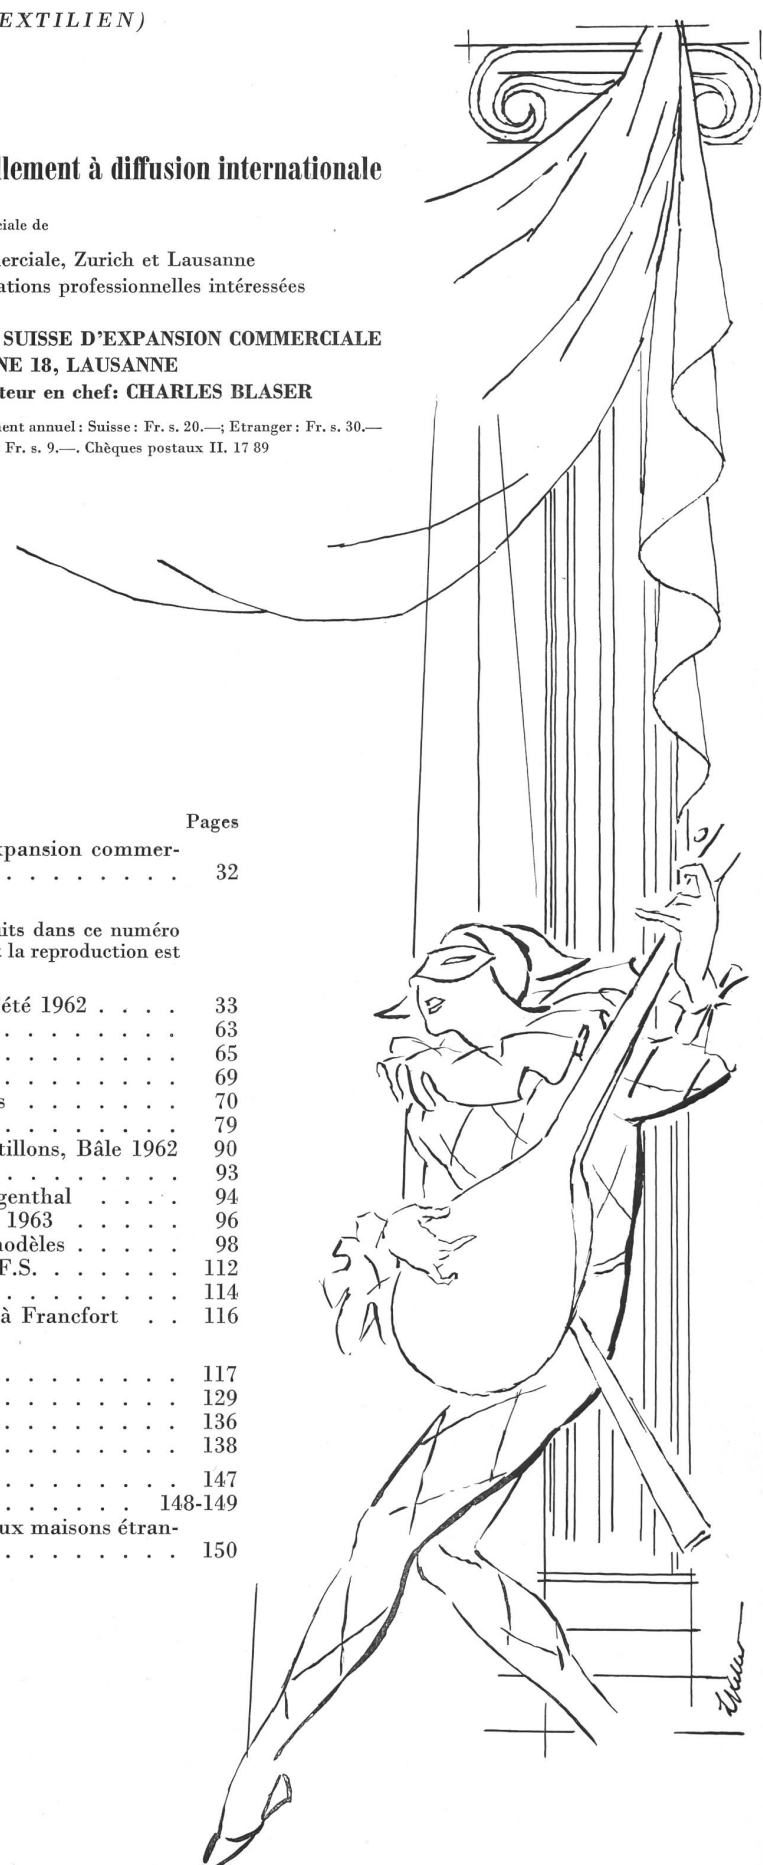 EXTILIEN)
llement à diffusion internationale
ciale de
erciale, Zurich et Lausanne
ations professionnelles intéressées
SUISSE D'EXPANSION COMMERCIALE
NE 18, LAUSANNE
teur en chef: CHARLES BLASER
ent annuel: Suisse: Fr. s. 20.—; Etranger: Fr. s. 30.—
Fr. s. 9.—. Chèques postaux II. 17 89
Pages
xpansion commer-
. . . . . . . . . 32
uits dans ce numéro
t la reproduction est
'été 1962 . . . . 33
. . . . . . . . . 63
. . . . . . . . . 65
. . . . . . . . . 69
s . . . . . . . 70
. . . . . . . . . 79
tillons, Bâle 1962 90
. . . . . . . . . 93
genthal . . . . 94
1963 . . . . . 96
modèles . . . . . 98
F.S. . . . . . . . 112
. . . . . . . . . 114
à Francfort . . 116
. . . . . . . . . 117
. . . . . . . . . 129
. . . . . . . . . 136
. . . . . . . . . 138
. . . . . . . . . 147
. . . . . . . 148-149
ux maisons étran-
. . . . . . . . . 150